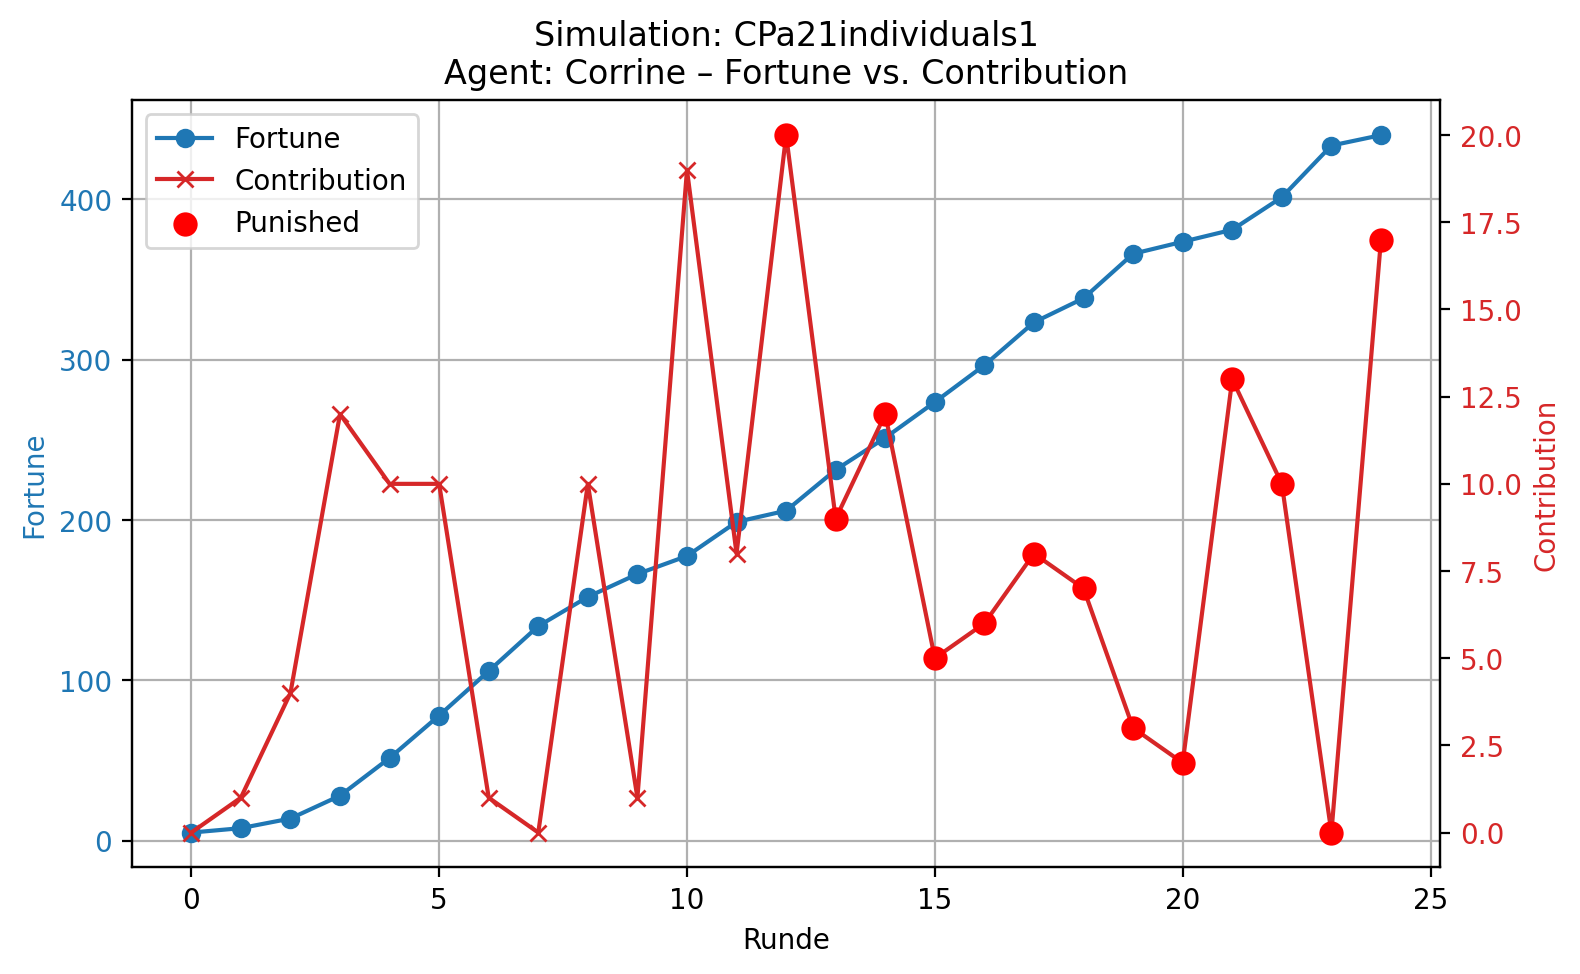 Simulation: CPa21individuals1
Agent: Corrine – Fortune vs. Contribution
Fortune
Contribution
Punished
Fortune
400
300
200
100
0
20.0
17.5
15.0
12.5
10.0
7.5
5.0
2.5
0.0
Contribution
0 5 10 15 20 25
Runde